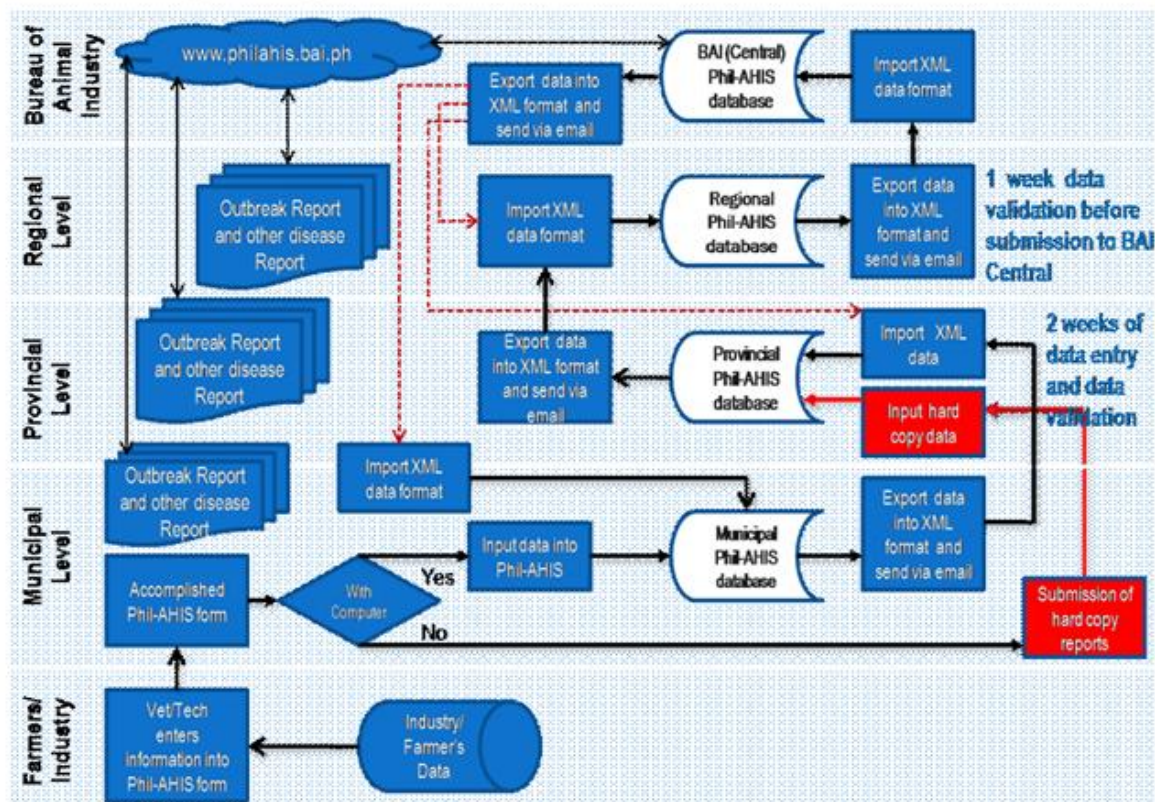 Bureau of
Animal
Industry
www.philahis.bai.ph
Export data into
XML format and
send via email
BAI (Central)
Phil-AHIS
database
Import XML
data format
Regional
Level
Outbreak Report
and other disease
Report
Import XML
data format
Regional
Phil-AHIS
database
Export data
into XML
format and
send via email
1 week data
validation before
submission to BAI
Central
Provincial
Level
Outbreak Report
and other disease
Report
Export data
into XML format
and send via
email
Provincial
Phil-AHIS
database
Import XML
data
Input hard
copy data
2 weeks of
data entry
and data
validation
Municipal
Level
Outbreak Report
and other disease
Report
Import XML
data format
Accomplished
Phil-AHIS form
With
Computer
Yes
No
Input data into
Phil-AHIS
Municipal
Phil-AHIS
database
Export data
into XML
format and
send via email
Submission of
hard copy
reports
Farmers/
Industry
Vet/Tech
enters
information into
Phil-AHIS form
Industry/
Farmer's
Data